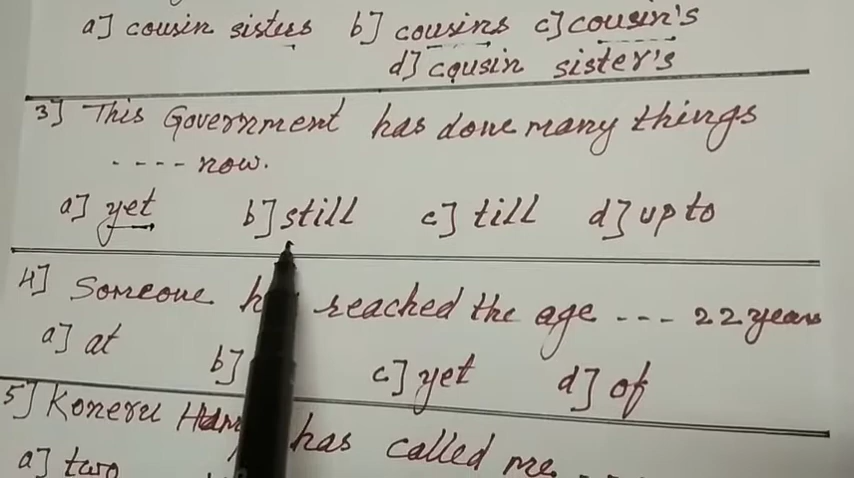 a] cousin sisters b] cousins c] cousin's
d] cousin sister's
3] This Government has done many things
---- now.
a] yet b] still c] till d] up to
4] Someone reached the age --- 22 years
a] at b] c] yet d] of
5] Koneru has called me ---
a] two